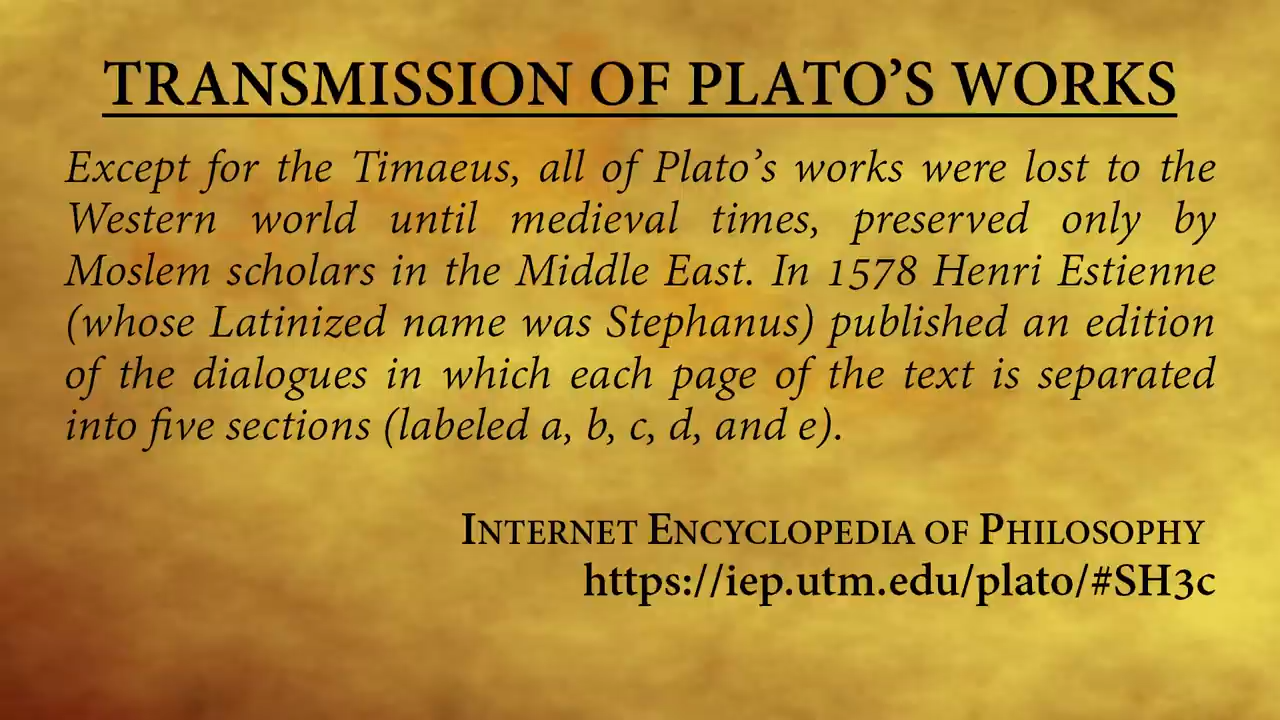 TRANSMISSION OF PLATO’S WORKS
Except for the Timaeus, all of Plato’s works were lost to the
Western world until medieval times, preserved only by
Moslem scholars in the Middle East. In 1578 Henri Estienne
(whose Latinized name was Stephanus) published an edition
of the dialogues in which each page of the text is separated
into five sections (labeled a, b, c, d, and e).
INTERNET ENCYCLOPEDIA OF PHILOSOPHY
https://iep.utm.edu/plato/#SH3c